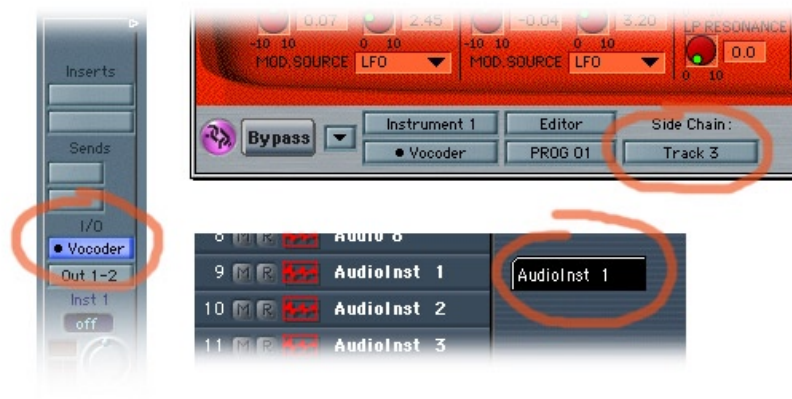 Inserts
Sends
I/O
• Vocoder
Out 1-2
Inst 1
off
0.07 2.45 -0.04 3.20 LP RESONANCE
-10 10 0 10 -10 10 0 10 0.0
MOD.SOURCE LFO MOD.SOURCE LFO 0 10
Bypass Instrument 1 Editor Side Chain:
• Vocoder PROG 01 Track 3
8 M R Audio 8
9 M R AudioInst 1 AudioInst 1
10 M R AudioInst 2
11 M R AudioInst 3